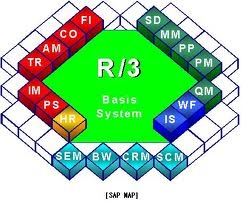 FI
CO
AM
TR
SD
MM
PP
PM
R/3
Basis
System
IM
PS
HR
QM
WF
IS
SEM
BW
CRM
SCM
[SAP MAP]